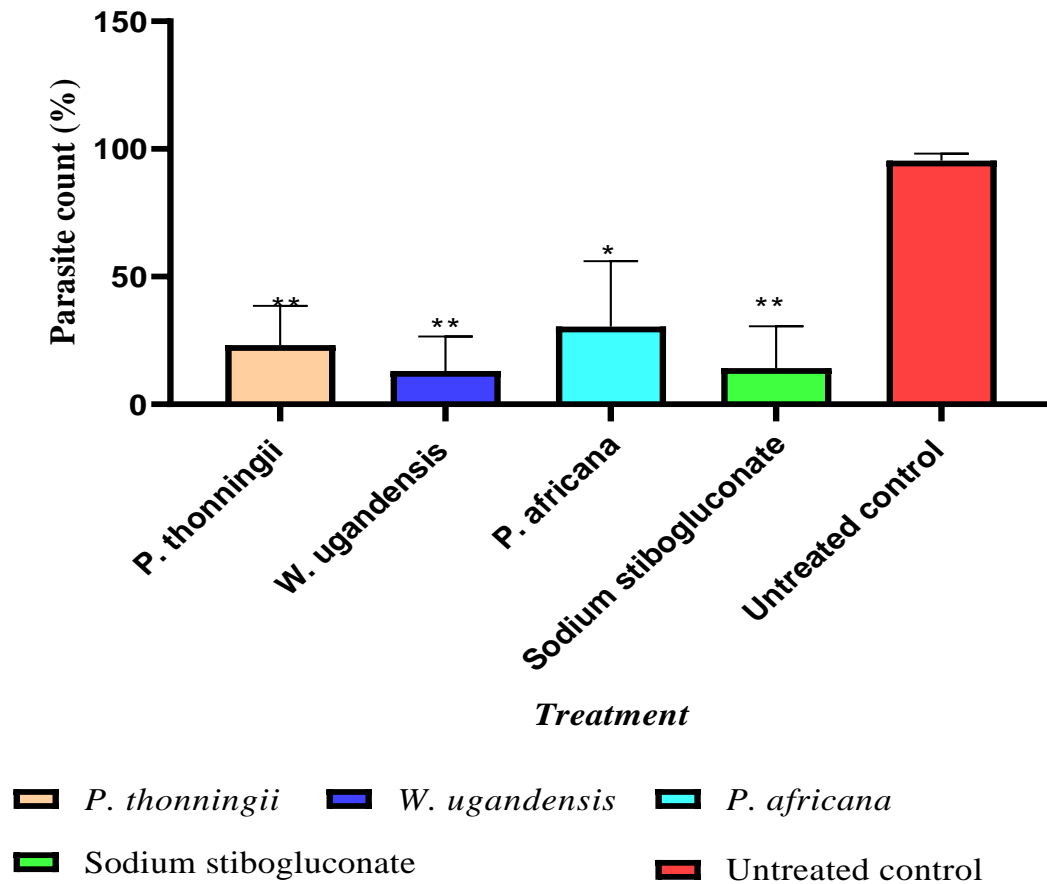 150
100
50
0
Parasite count (%)
**
**
*
**
P. thonningii
W. ugandensis
P. africana
Sodium stibogluconate
Untreated control
Treatment
P. thonningii
W. ugandensis
P. africana
Sodium stibogluconate
Untreated control